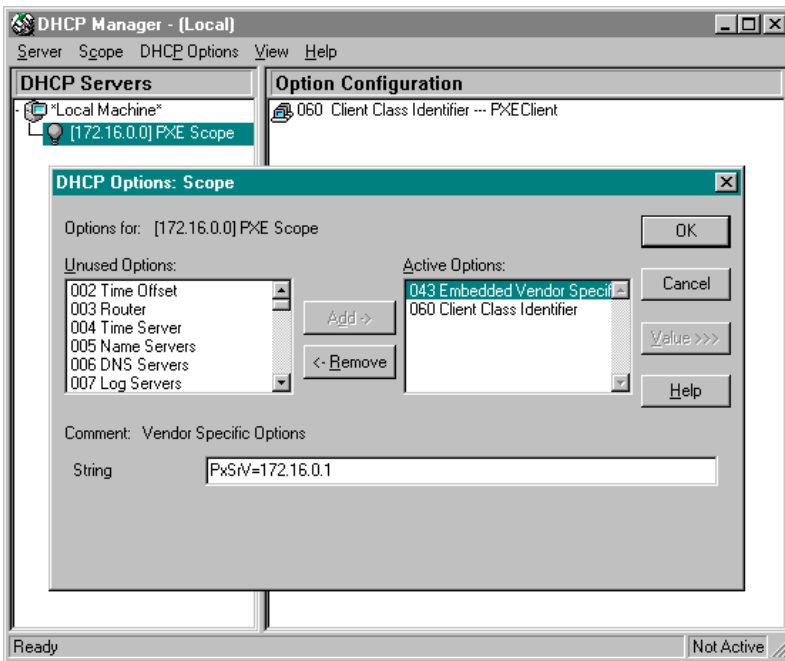 DHCP Manager - (Local)
Server Scope DHCP Options View Help
DHCP Servers
Option Configuration
*Local Machine*
[172.16.0.0] PXE Scope
060 Client Class Identifier --- PXEClient
DHCP Options: Scope
Options for: [172.16.0.0] PXE Scope
OK
Unused Options:
002 Time Offset
003 Router
004 Time Server
005 Name Servers
006 DNS Servers
007 Log Servers
Add ->
<- Remove
Active Options:
043 Embedded Vendor Specif
060 Client Class Identifier
Cancel
Value >>>
Help
Comment: Vendor Specific Options
String PxSrV=172.16.0.1
Ready Not Active